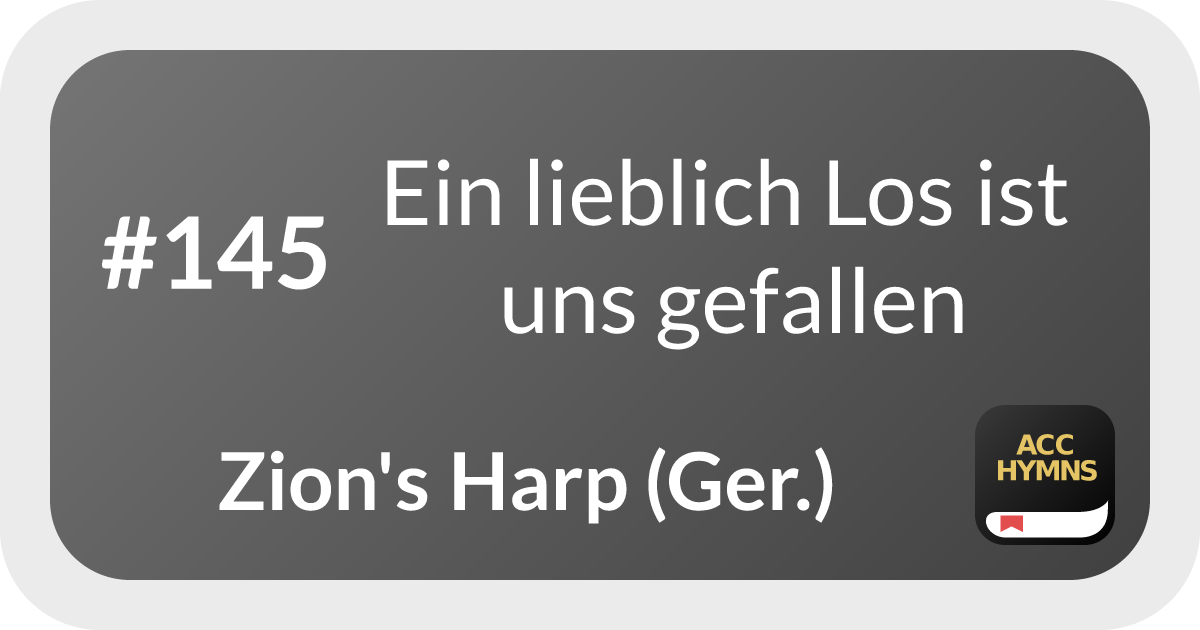 #145
Ein lieblich Los ist
uns gefallen
Zion's Harp (Ger.)
ACC
HYMNS